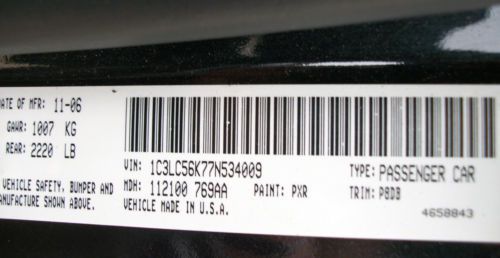 DATE OF MFR: 11-06
GAWR: 1007 KG
REAR: 2220 LB
VIN: 1C3LC56K77N534009 TYPE: PASSENGER CAR
VEHICLE SAFETY, BUMPER AND MDH: 112100 769AA PAINT: PXR TRIM: P8DB
MANUFACTURE SHOWN ABOVE. VEHICLE MADE IN U.S.A. 4658843